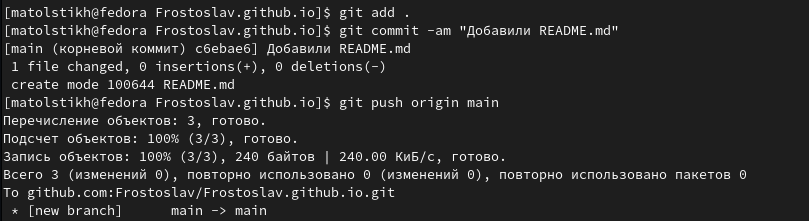 [matolstikh@fedora Frostoslav.github.io]$ git add .
[matolstikh@fedora Frostoslav.github.io]$ git commit -am "Добавили README.md"
[main (корневой коммит) c6ebae6] Добавили README.md
 1 file changed, 0 insertions(+), 0 deletions(-)
 create mode 100644 README.md
[matolstikh@fedora Frostoslav.github.io]$ git push origin main
Перечисление объектов: 3, готово.
Подсчет объектов: 100% (3/3), готово.
Запись объектов: 100% (3/3), 240 байтов | 240.00 КиБ/с, готово.
Всего 3 (изменений 0), повторно использовано 0 (изменений 0), повторно использовано пакетов 0
To github.com:Frostoslav/Frostoslav.github.io.git
 * [new branch]      main -> main